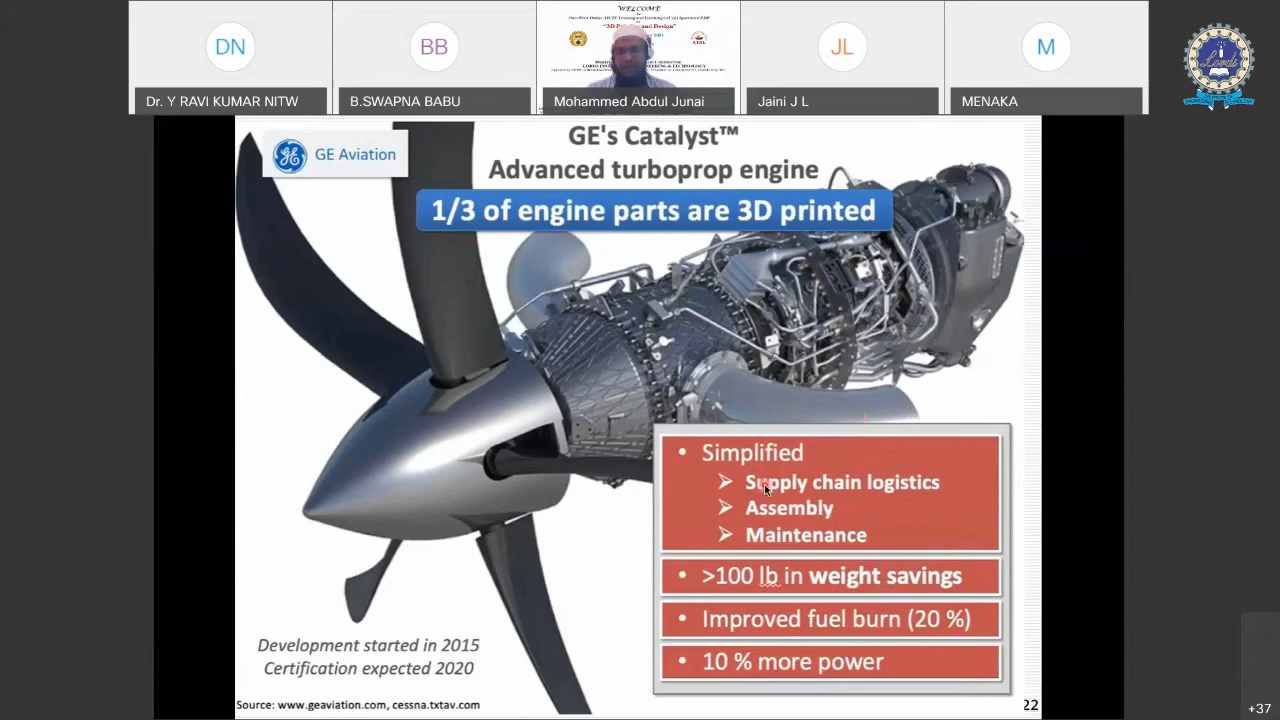 DN
BB
WELCOME
JL
M
Dr. Y RAVI KUMAR NITW
B.SWAPNA BABU
Mohammed Abdul Junai
Jaini J L
MENAKA
GE Aviation
GE's Catalyst™
Advanced turboprop engine
1/3 of engine parts are 3D printed
• Simplified
➢ Supply chain logistics
➢ Assembly
➢ Maintenance
• >100 lb in weight savings
• Improved fuel burn (20 %)
• 10 % more power
Development started in 2015
Certification expected 2020
Source: www.geaviation.com, cessna.txtav.com
22
+37